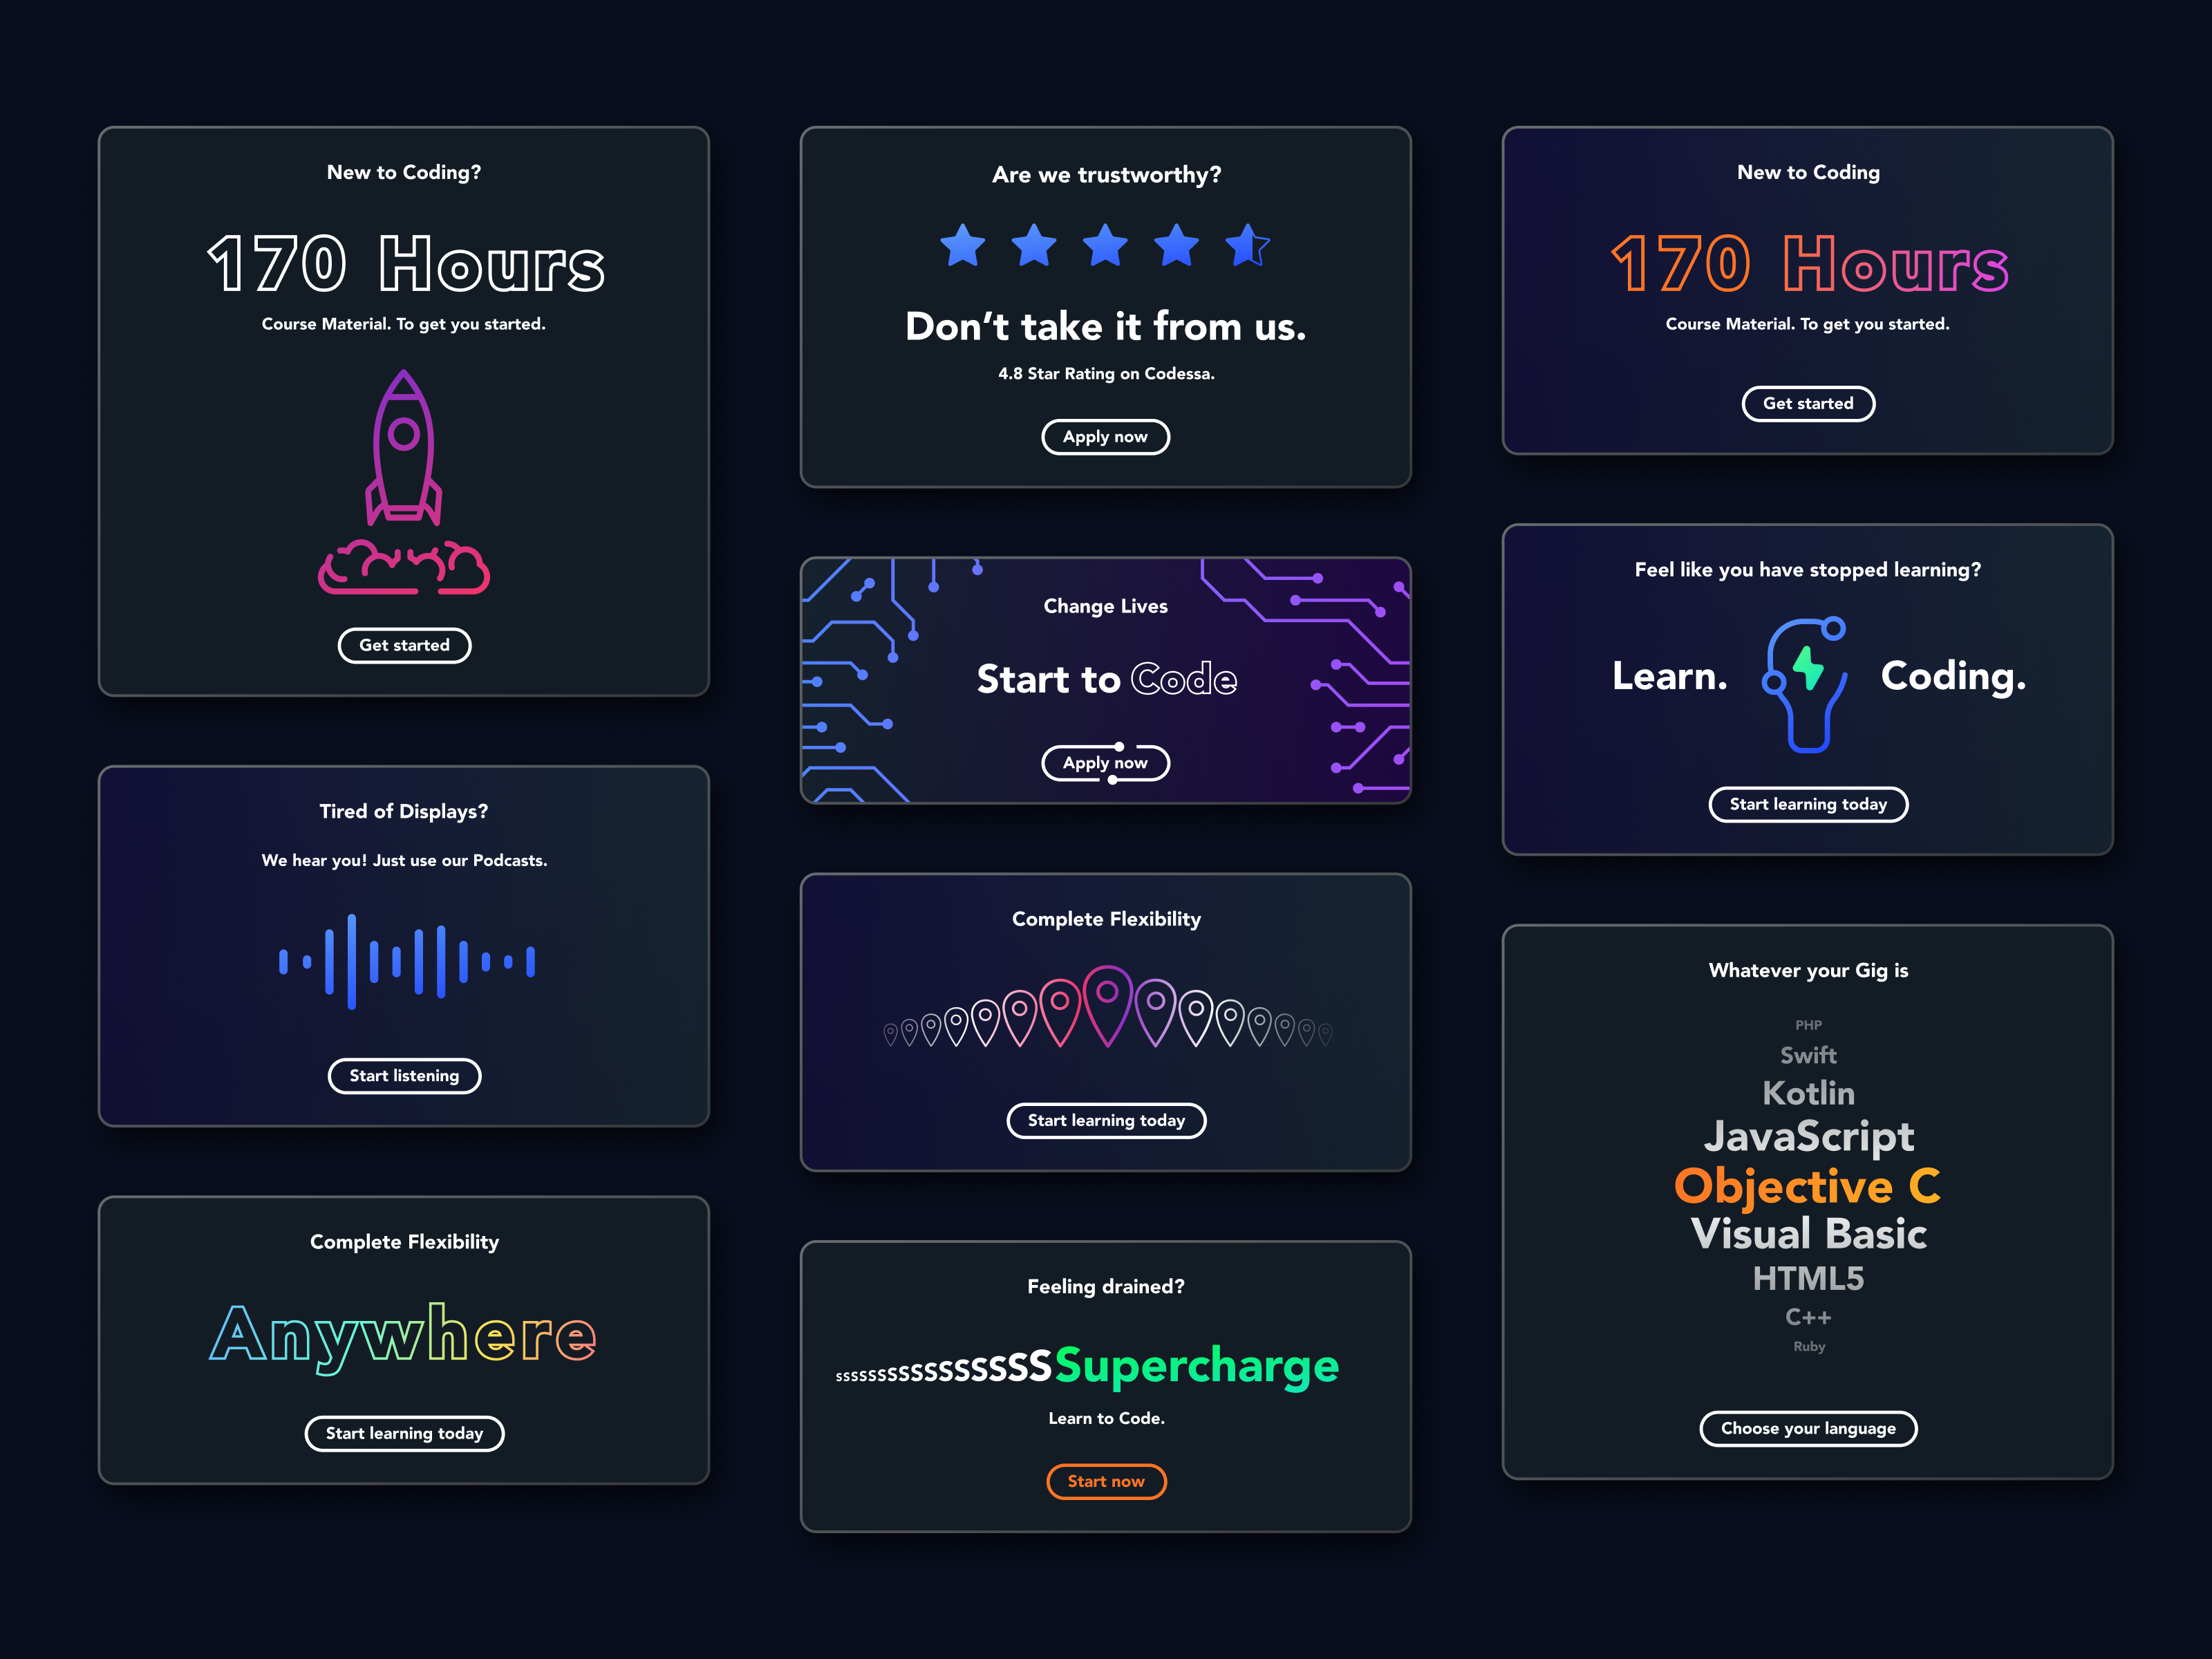 New to Coding?
170 Hours
Course Material. To get you started.
Get started
Tired of Displays?
We hear you! Just use our Podcasts.
Start listening
Complete Flexibility
Anywhere
Start learning today
Are we trustworthy?
Don’t take it from us.
4.8 Star Rating on Codessa.
Apply now
Change Lives
Start to Code
Apply now
Complete Flexibility
Start learning today
Feeling drained?
ssssssssssssssssSSupercharge
Learn to Code.
Start now
New to Coding
170 Hours
Course Material. To get you started.
Get started
Feel like you have stopped learning?
Learn. Coding.
Start learning today
Whatever your Gig is
PHP
Swift
Kotlin
JavaScript
Objective C
Visual Basic
HTML5
C++
Ruby
Choose your language